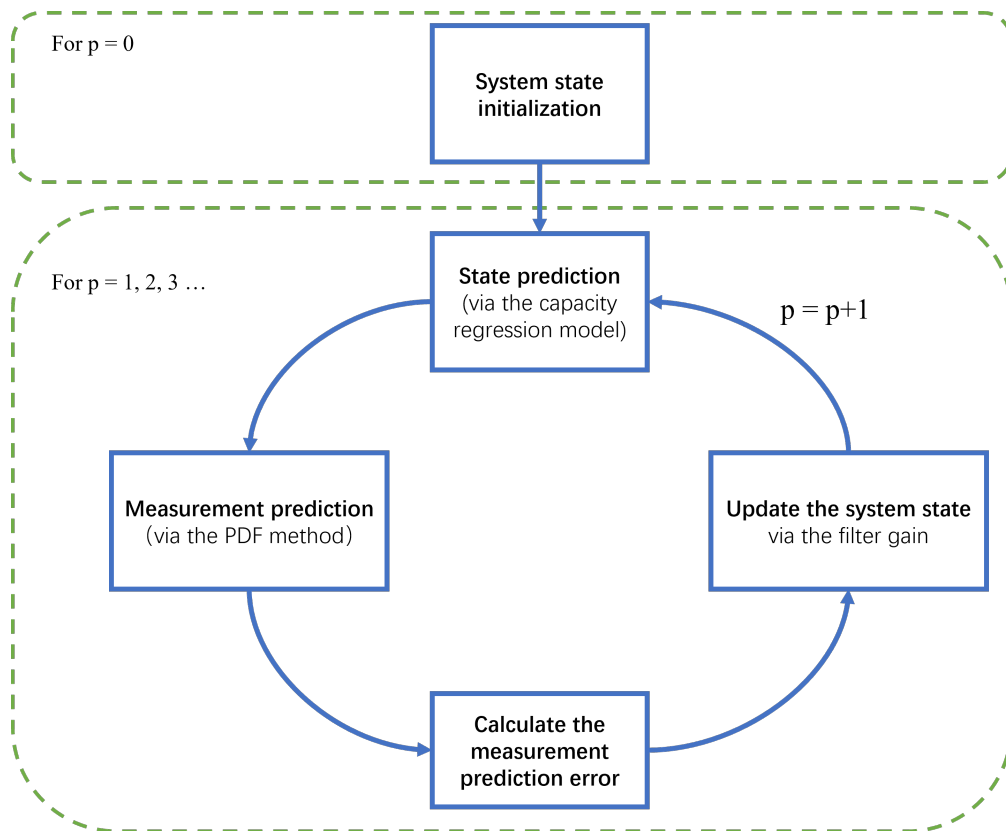 For p = 0
System state
initialization
For p = 1, 2, 3 …
State prediction
(via the capacity
regression model)
p = p+1
Measurement prediction
（via the PDF method）
Update the system state
via the filter gain
Calculate the
measurement
prediction error